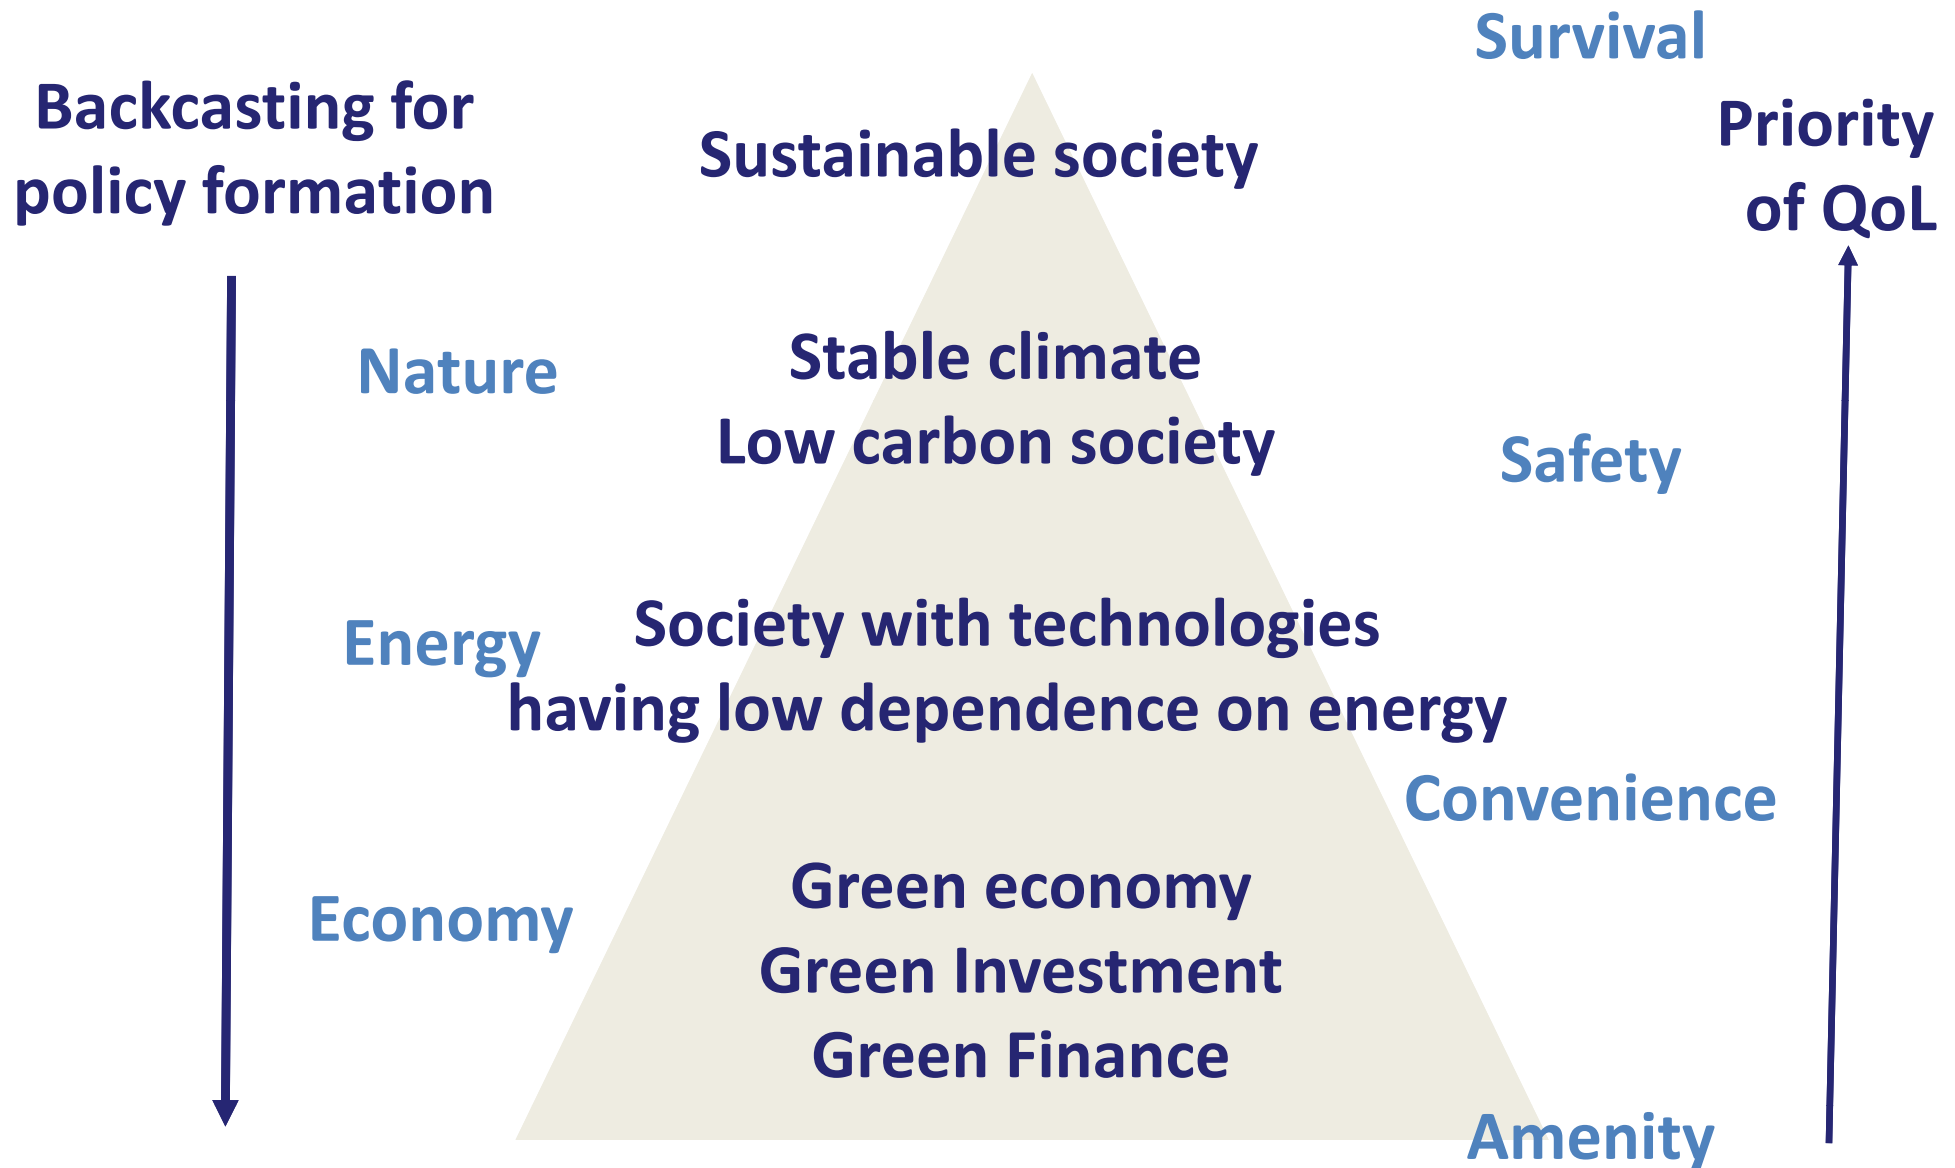 Survival
Backcasting for
policy formation
Sustainable society
Priority
of QoL
Nature
Stable climate
Low carbon society
Safety
Energy
Society with technologies
having low dependence on energy
Convenience
Economy
Green economy
Green Investment
Green Finance
Amenity